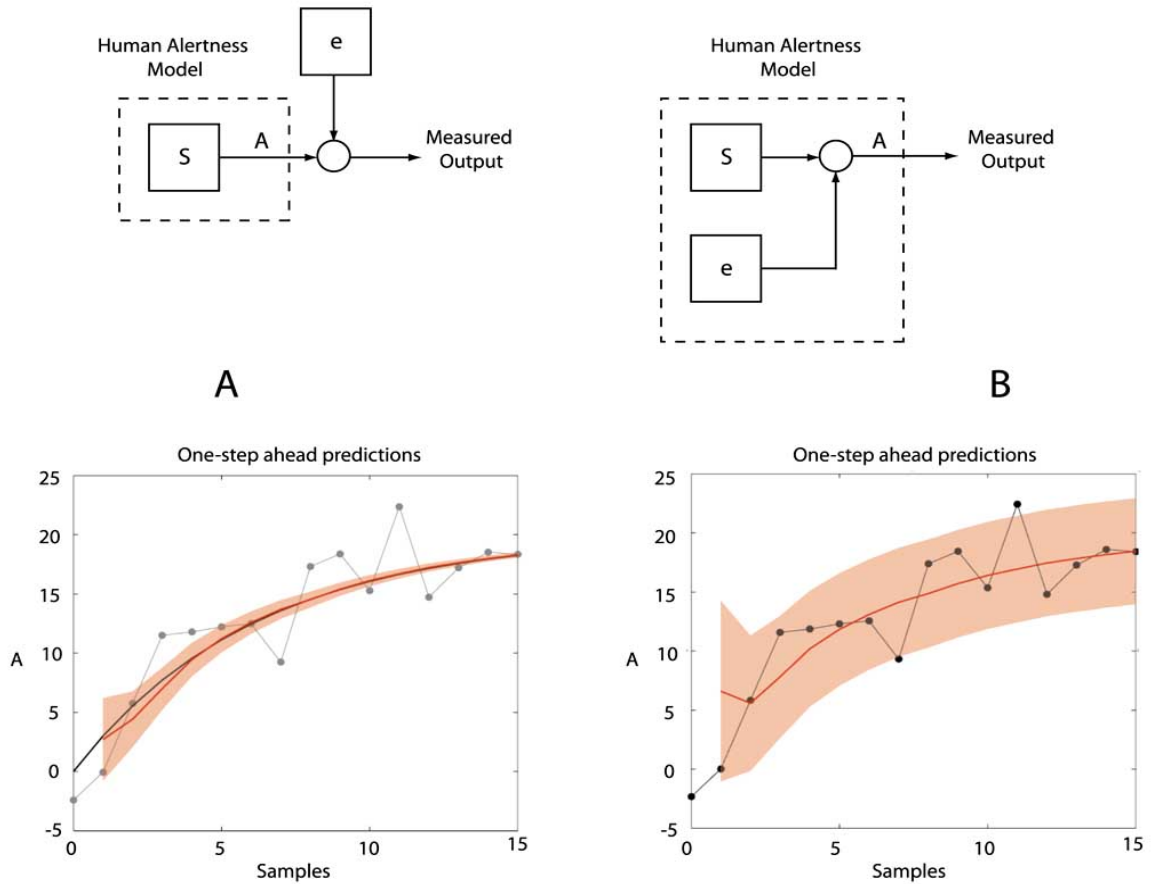 Human Alertness
Model
e
S
A
Measured
Output
A
Human Alertness
Model
S
A
Measured
Output
e
B
One-step ahead predictions
25
20
15
10
A
5
0
-5
0
5
10
15
Samples
One-step ahead predictions
25
20
15
10
A
5
0
-5
0
5
10
15
Samples